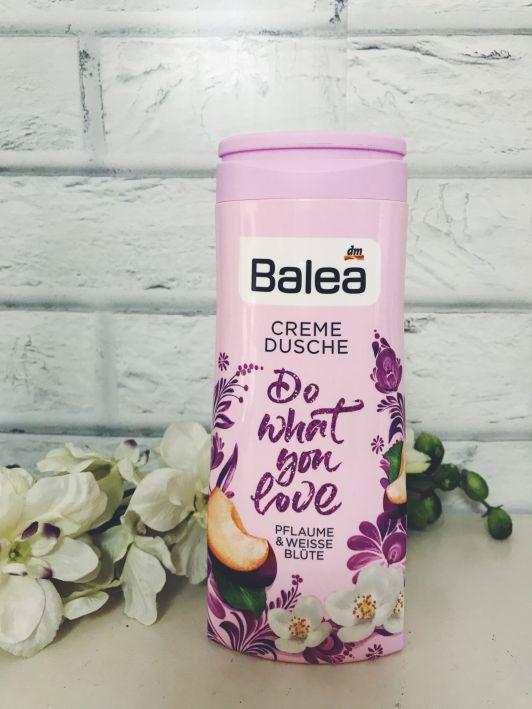 dm
Balea
CREME
DUSCHE
Do
what
you
love
PFLAUME
& WEISSE
BLÜTE